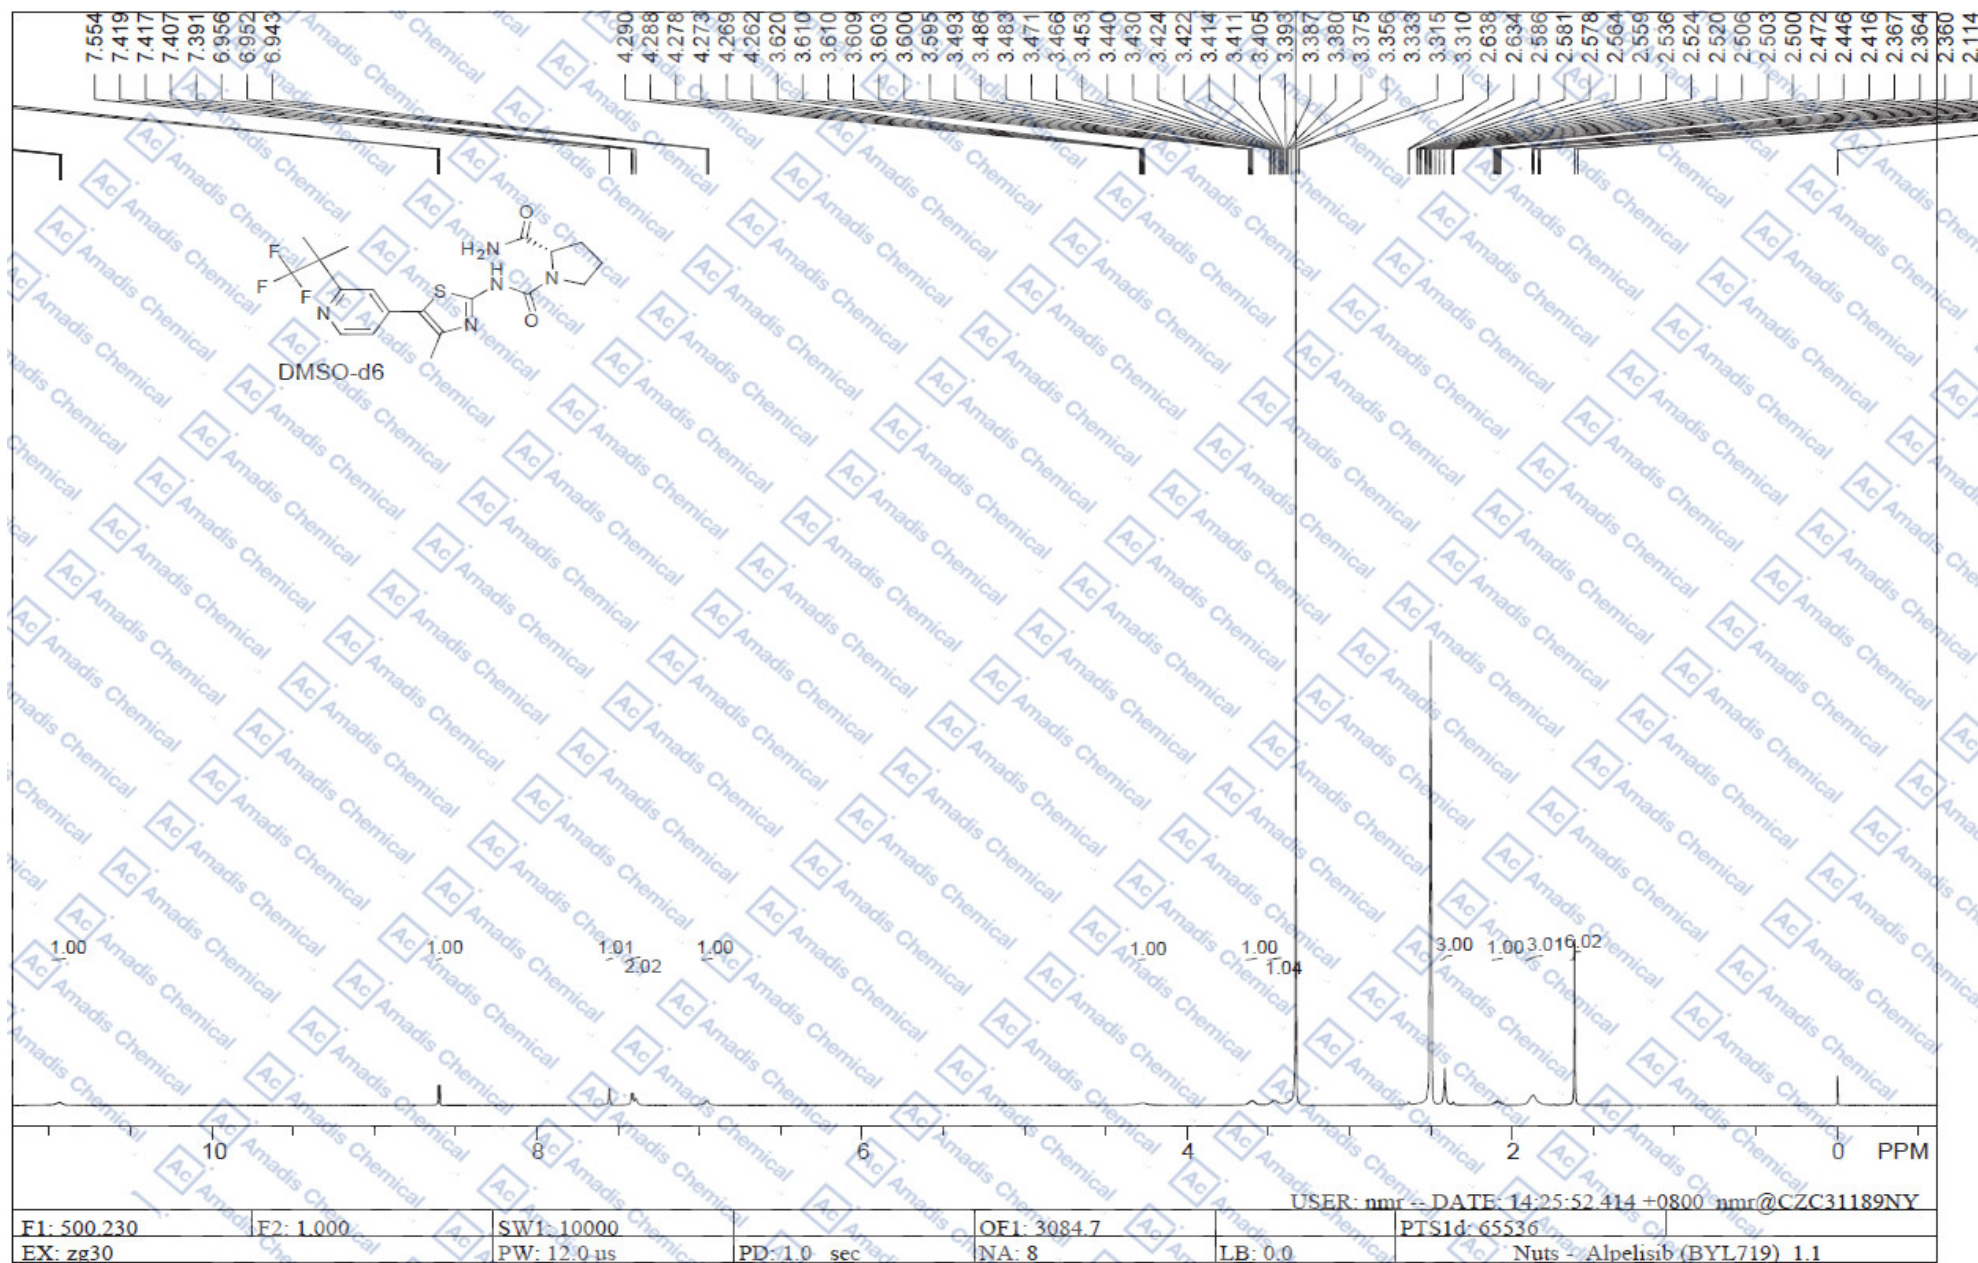 7.554 7.419 7.417 7.407 7.391 6.956 6.952 6.943 4.290 4.288 4.278 4.273 4.269 4.262 3.620 3.610 3.610 3.609 3.603 3.600 3.595 3.493 3.486 3.483 3.471 3.466 3.453 3.440 3.430 3.424 3.422 3.414 3.411 3.405 3.393 3.387 3.380 3.375 3.356 3.333 3.315 3.310 2.638 2.634 2.586 2.581 2.578 2.564 2.559 2.536 2.524 2.520 2.506 2.503 2.500 2.472 2.446 2.416 2.367 2.364 2.360 2.114
O
F H2N
H
F F S N N
N N O
DMSO-d6
1.00 1.00 1.01 1.00 1.00 1.00 3.00 1.00 3.01 6.02
2.02 1.04
10 8 6 4 2 0 PPM
USER: nmr -- DATE: 14:25:52.414 +0800 nmr@CZC31189NY
F1: 500.230 F2: 1.000 SW1: 10000 OF1: 3084.7 PTS1d: 65536
EX: zg30 PW: 12.0 us PD: 1.0 sec NA: 8 LB: 0.0 Nuts - Alpelisib (BYL719) 1.1
Ac Amadis Chemical